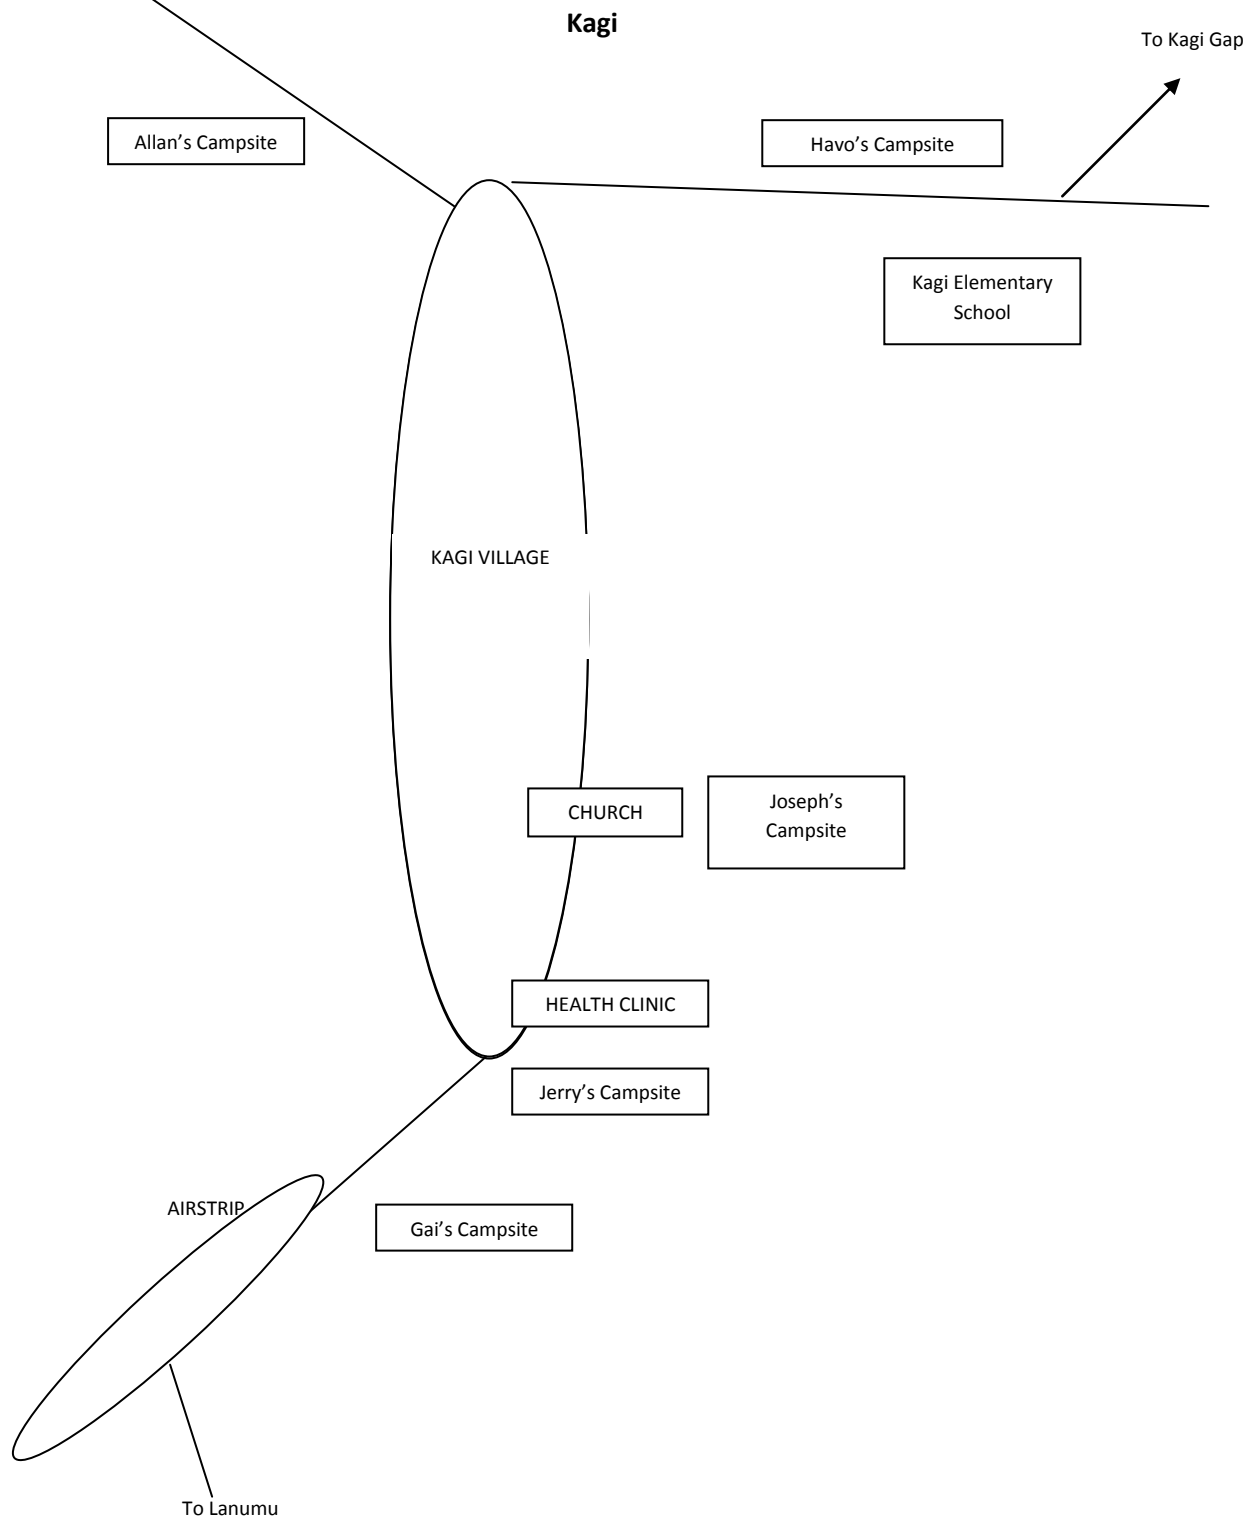 Kagi
To Kagi Gap
Allan’s Campsite
Havo’s Campsite
Kagi Elementary
School
KAGI VILLAGE
CHURCH
Joseph’s
Campsite
HEALTH CLINIC
Jerry’s Campsite
AIRSTRIP
Gai’s Campsite
To Lanumu